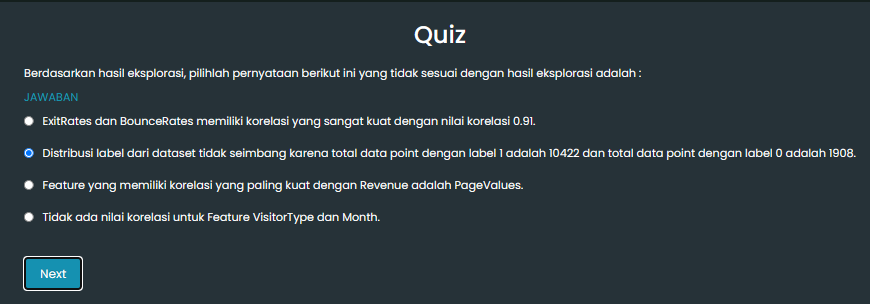 Quiz
Berdasarkan hasil eksplorasi, pilihlah pernyataan berikut ini yang tidak sesuai dengan hasil eksplorasi adalah :
JAWABAN
ExitRates dan BounceRates memiliki korelasi yang sangat kuat dengan nilai korelasi 0.91.
Distribusi label dari dataset tidak seimbang karena total data point dengan label 1 adalah 10422 dan total data point dengan label 0 adalah 1908.
Feature yang memiliki korelasi yang paling kuat dengan Revenue adalah PageValues.
Tidak ada nilai korelasi untuk Feature VisitorType dan Month.
Next